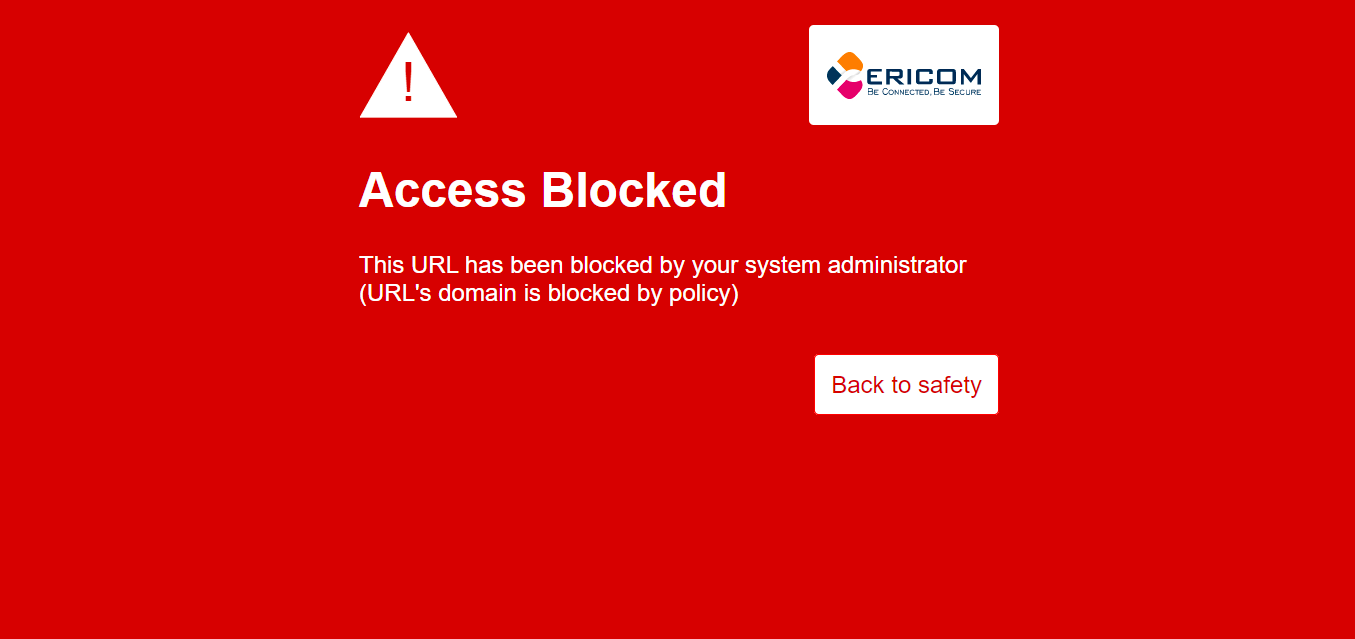 !
ERICOM
BE CONNECTED, BE SECURE
Access Blocked
This URL has been blocked by your system administrator
(URL's domain is blocked by policy)
Back to safety